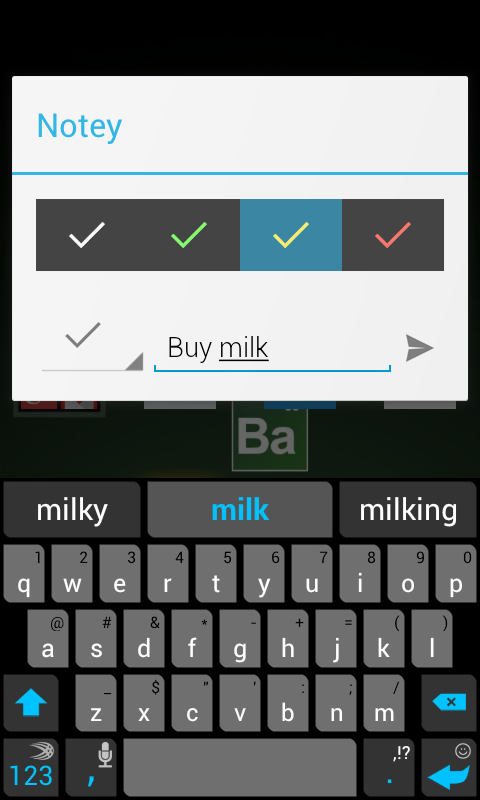 Notey
Buy milk
Ba
milky milk milking
1 2 3 4 5 6 7 8 9 0
q w e r t y u i o p
@ # & * - + = ( )
a s d f g h j k l
_ $ " ' : ; /
z x c v b n m
,!?
123 , .